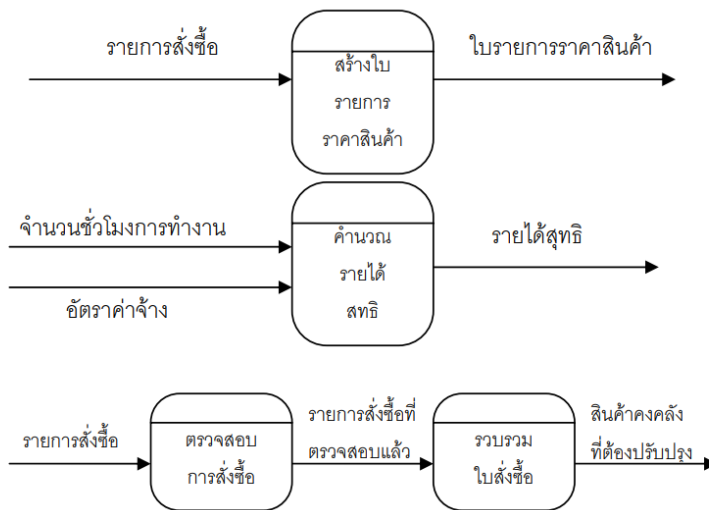 รายการสั่งซื้อ
สร้างใบ
รายการ
ราคาสินค้า
ใบรายการราคาสินค้า
จำนวนชั่วโมงการทำงาน
อัตราค่าจ้าง
คำนวณ
รายได้
สทธิ
รายได้สุทธิ
รายการสั่งซื้อ
ตรวจสอบ
การสั่งซื้อ
รายการสั่งซื้อที่
ตรวจสอบแล้ว
รวบรวม
ใบสั่งซื้อ
สินค้าคงคลัง
ที่ต้องปรับปรุง